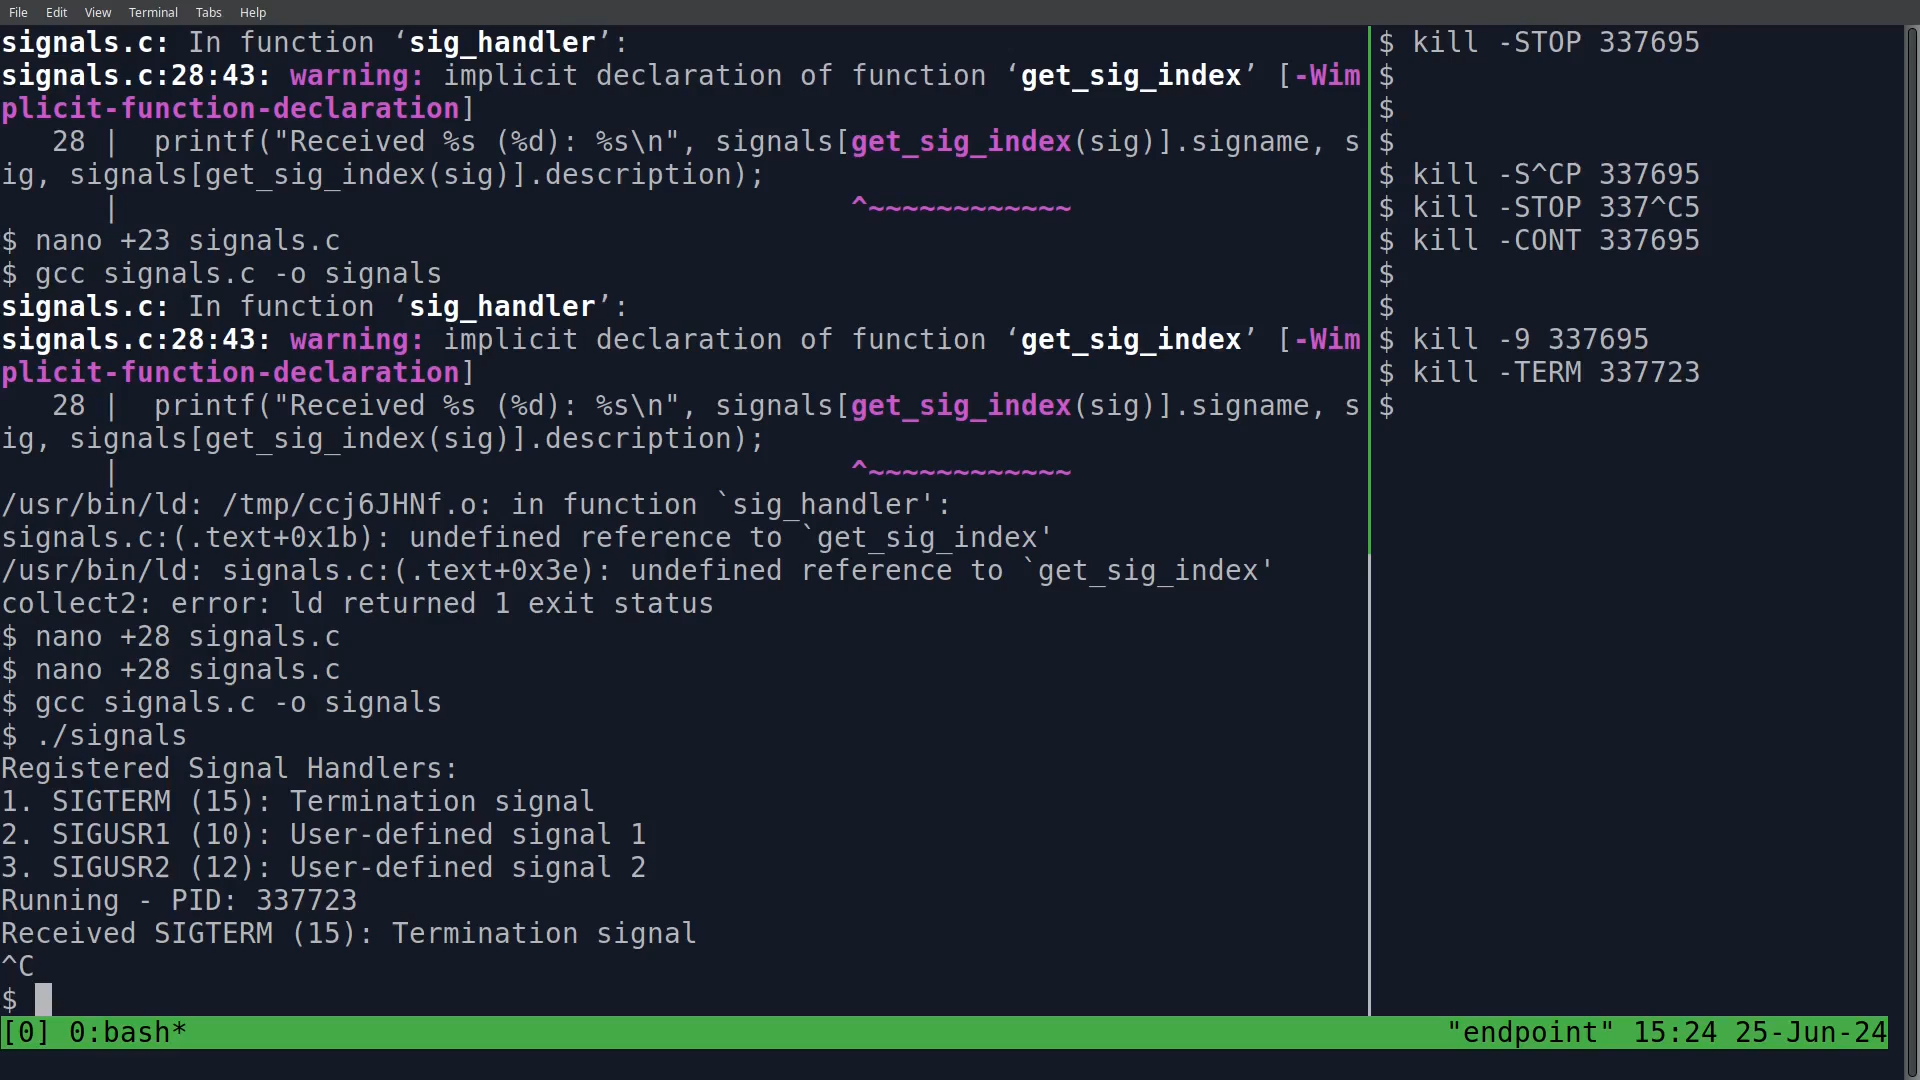 File Edit View Terminal Tabs Help
signals.c: In function ‘sig_handler’:
signals.c:28:43: warning: implicit declaration of function ‘get_sig_index’ [-Wim
plicit-function-declaration]
   28 |  printf("Received %s (%d): %s\n", signals[get_sig_index(sig)].signame, s
ig, signals[get_sig_index(sig)].description);
      |                                           ^~~~~~~~~~~~~
$ nano +23 signals.c
$ gcc signals.c -o signals
signals.c: In function ‘sig_handler’:
signals.c:28:43: warning: implicit declaration of function ‘get_sig_index’ [-Wim
plicit-function-declaration]
   28 |  printf("Received %s (%d): %s\n", signals[get_sig_index(sig)].signame, s
ig, signals[get_sig_index(sig)].description);
      |                                           ^~~~~~~~~~~~~
/usr/bin/ld: /tmp/ccj6JHNf.o: in function `sig_handler':
signals.c:(.text+0x1b): undefined reference to `get_sig_index'
/usr/bin/ld: signals.c:(.text+0x3e): undefined reference to `get_sig_index'
collect2: error: ld returned 1 exit status
$ nano +28 signals.c
$ nano +28 signals.c
$ gcc signals.c -o signals
$ ./signals
Registered Signal Handlers:
1. SIGTERM (15): Termination signal
2. SIGUSR1 (10): User-defined signal 1
3. SIGUSR2 (12): User-defined signal 2
Running - PID: 337723
Received SIGTERM (15): Termination signal
^C
$
$ kill -STOP 337695
$
$
$
$ kill -S^CP 337695
$ kill -STOP 337^C5
$ kill -CONT 337695
$
$
$ kill -9 337695
$ kill -TERM 337723
$
[0] 0:bash* "endpoint" 15:24 25-Jun-24